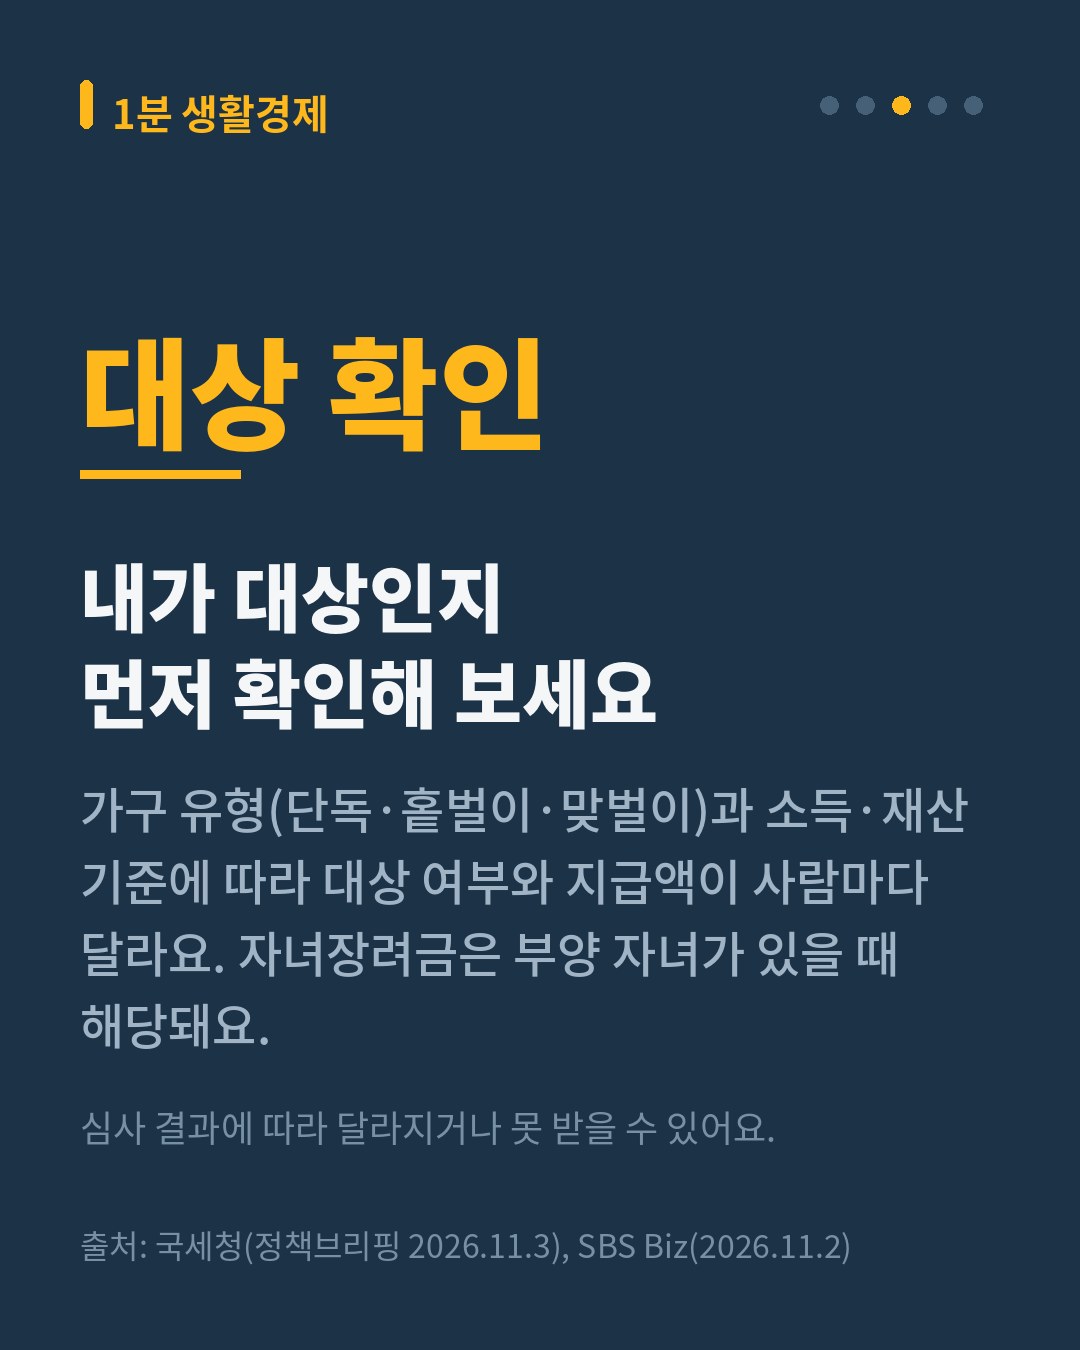 1분 생활경제
대상 확인
내가 대상인지
먼저 확인해 보세요
가구 유형(단독·홑벌이·맞벌이)과 소득·재산
기준에 따라 대상 여부와 지급액이 사람마다
달라요. 자녀장려금은 부양 자녀가 있을 때
해당돼요.
심사 결과에 따라 달라지거나 못 받을 수 있어요.
출처: 국세청(정책브리핑 2026.11.3), SBS Biz(2026.11.2)